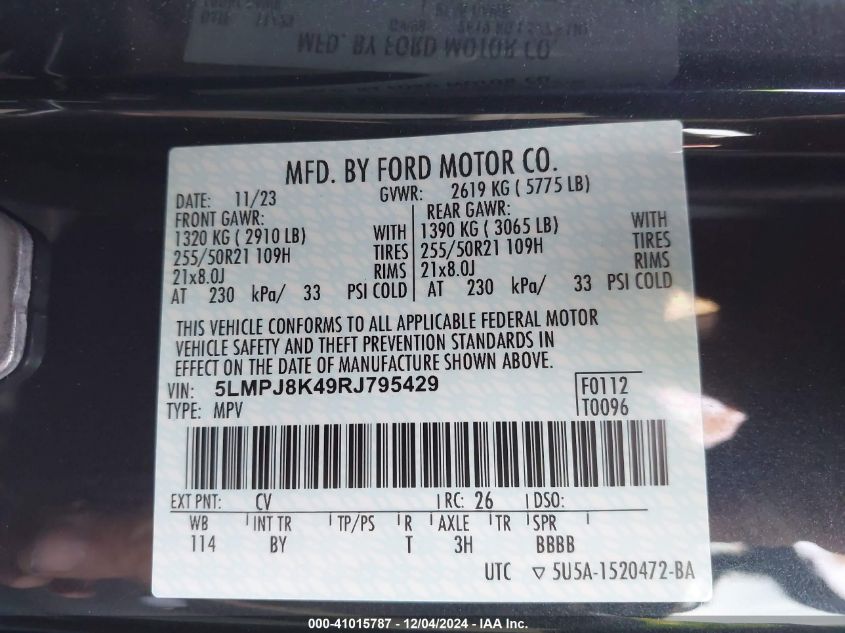 MFD. BY FORD MOTOR CO.
MFD. BY FORD MOTOR CO.
DATE: 11/23 GVWR: 2619 KG ( 5775 LB)
FRONT GAWR: REAR GAWR:
1320 KG ( 2910 LB) WITH 1390 KG ( 3065 LB) WITH
255/50R21 109H TIRES 255/50R21 109H TIRES
21x8.0J RIMS 21x8.0J RIMS
AT 230 kPa/ 33 PSI COLD AT 230 kPa/ 33 PSI COLD
THIS VEHICLE CONFORMS TO ALL APPLICABLE FEDERAL MOTOR
VEHICLE SAFETY AND THEFT PREVENTION STANDARDS IN
EFFECT ON THE DATE OF MANUFACTURE SHOWN ABOVE.
VIN: 5LMPJ8K49RJ795429 F0112
TYPE: MPV T0096
EXT PNT: CV RC: 26 DSO:
WB INT TR TP/PS R AXLE TR SPR
114 BY T 3H BBBB
UTC ▽ 5U5A-1520472-BA
000-41015787 - 12/04/2024 - IAA Inc.